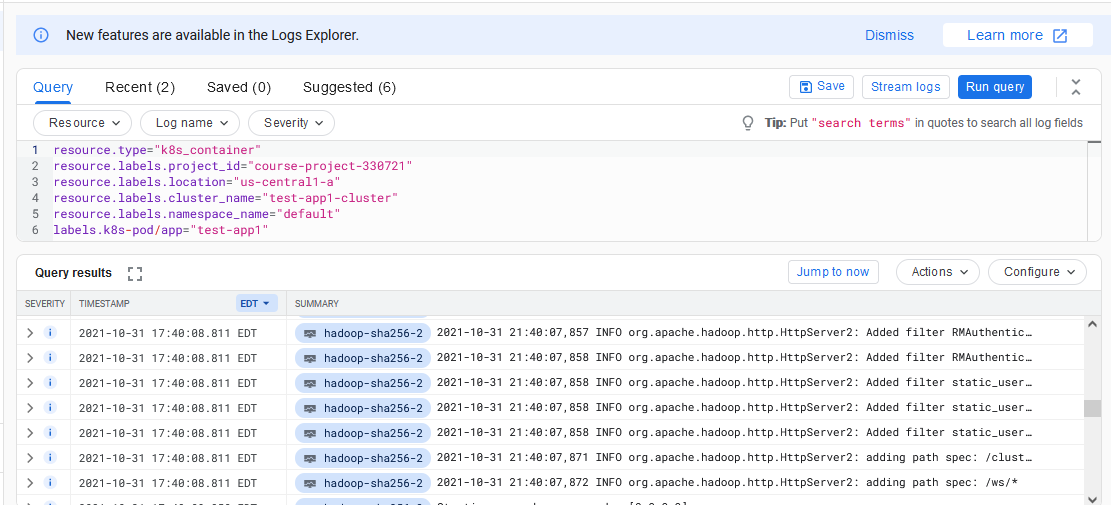 New features are available in the Logs Explorer. Dismiss Learn more
Query Recent (2) Saved (0) Suggested (6) Save Stream logs Run query
Resource Log name Severity Tip: Put "search terms" in quotes to search all log fields
1 resource.type="k8s_container"
2 resource.labels.project_id="course-project-330721"
3 resource.labels.location="us-central1-a"
4 resource.labels.cluster_name="test-app1-cluster"
5 resource.labels.namespace_name="default"
6 labels.k8s-pod/app="test-app1"
Query results Jump to now Actions Configure
SEVERITY TIMESTAMP EDT SUMMARY
2021-10-31 17:40:08.811 EDT hadoop-sha256-2 2021-10-31 21:40:07,857 INFO org.apache.hadoop.http.HttpServer2: Added filter RMAuthentic…
2021-10-31 17:40:08.811 EDT hadoop-sha256-2 2021-10-31 21:40:07,858 INFO org.apache.hadoop.http.HttpServer2: Added filter RMAuthentic…
2021-10-31 17:40:08.811 EDT hadoop-sha256-2 2021-10-31 21:40:07,858 INFO org.apache.hadoop.http.HttpServer2: Added filter static_user…
2021-10-31 17:40:08.811 EDT hadoop-sha256-2 2021-10-31 21:40:07,858 INFO org.apache.hadoop.http.HttpServer2: Added filter static_user…
2021-10-31 17:40:08.811 EDT hadoop-sha256-2 2021-10-31 21:40:07,858 INFO org.apache.hadoop.http.HttpServer2: Added filter static_user…
2021-10-31 17:40:08.811 EDT hadoop-sha256-2 2021-10-31 21:40:07,871 INFO org.apache.hadoop.http.HttpServer2: adding path spec: /clust…
2021-10-31 17:40:08.811 EDT hadoop-sha256-2 2021-10-31 21:40:07,872 INFO org.apache.hadoop.http.HttpServer2: adding path spec: /ws/*